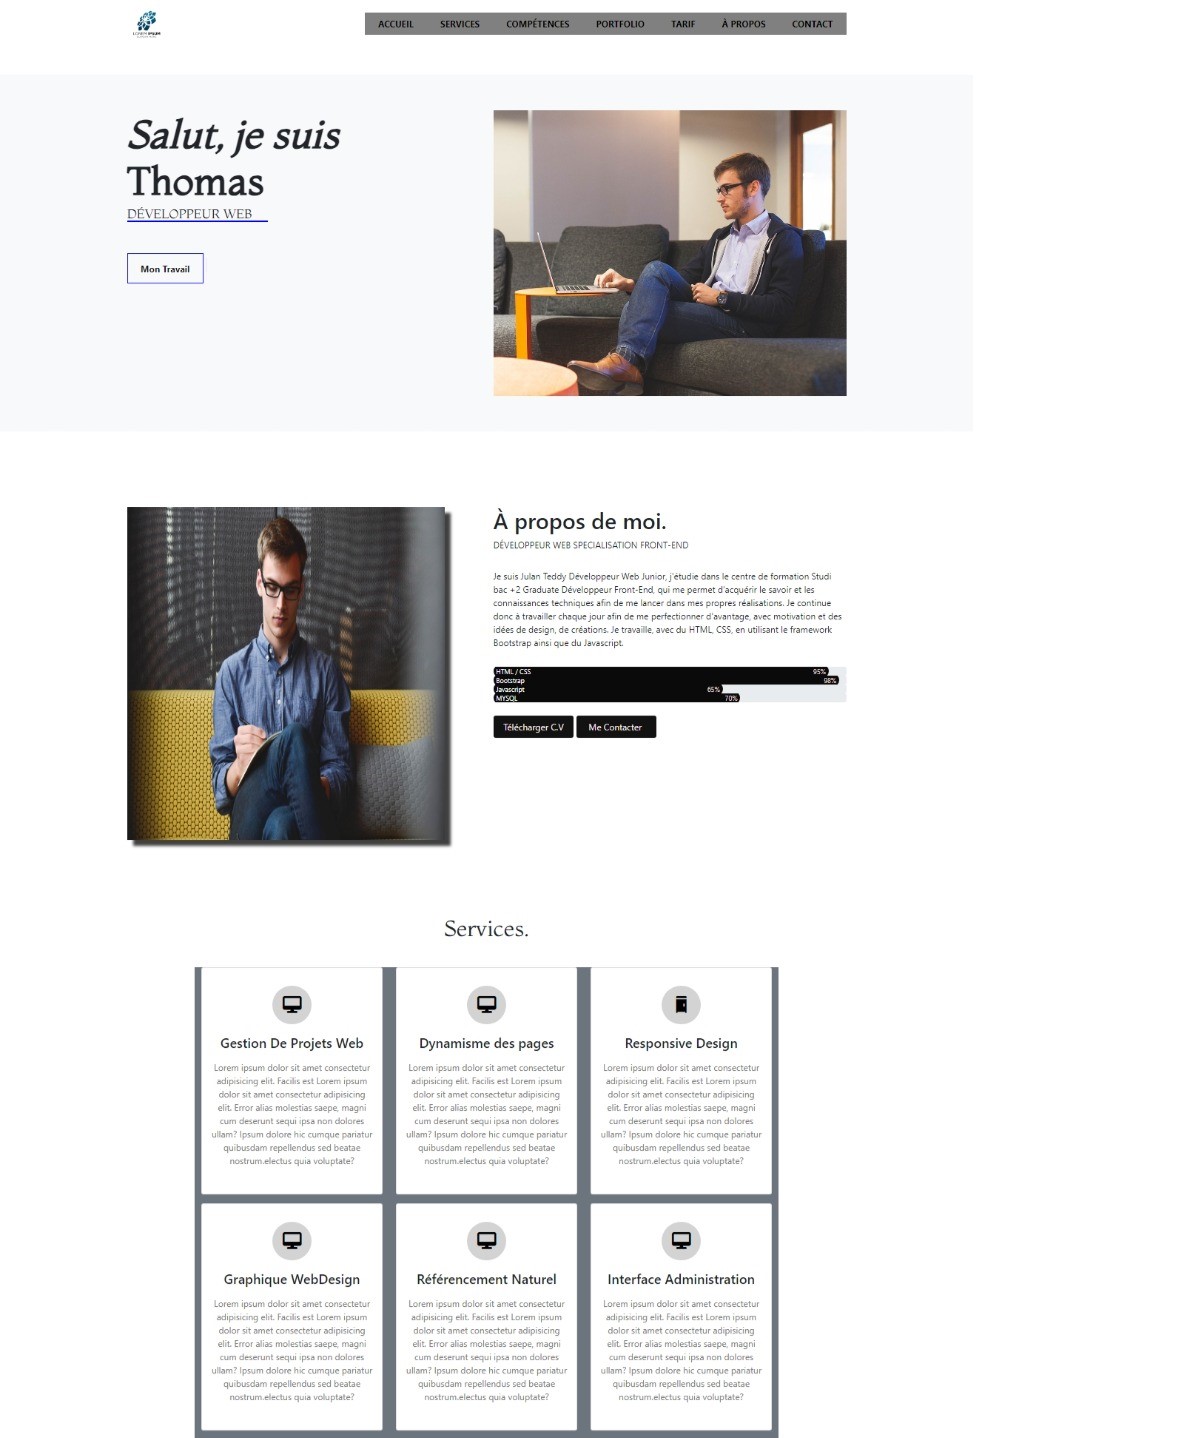 LOREM IPSUM
ACCUEIL SERVICES COMPÉTENCES PORTFOLIO TARIF À PROPOS CONTACT
Salut, je suis
Thomas
DÉVELOPPEUR WEB
Mon Travail
À propos de moi.
DÉVELOPPEUR WEB SPECIALISATION FRONT-END
Je suis Julan Teddy Développeur Web Junior, j'étudie dans le centre de formation Studi
bac +2 Graduate Développeur Front-End, qui me permet d'acquérir le savoir et les
connaissances techniques afin de me lancer dans mes propres réalisations. Je continue
donc à travailler chaque jour afin de me perfectionner d'avantage, avec motivation et des
idées de design, de créations. Je travaille, avec du HTML, CSS, en utilisant le framework
Bootstrap ainsi que du Javascript.
HTML / CSS 95%
Bootstrap 98%
Javascript 65%
MYSQL 70%
Télécharger C.V Me Contacter
Services.
Gestion De Projets Web
Lorem ipsum dolor sit amet consectetur
adipisicing elit. Facilis est Lorem ipsum
dolor sit amet consectetur adipisicing
elit. Error alias molestias saepe, magni
cum deserunt sequi ipsa non dolores
ullam? Ipsum dolore hic cumque pariatur
quibusdam repellendus sed beatae
nostrum.electus quia voluptate?
Dynamisme des pages
Lorem ipsum dolor sit amet consectetur
adipisicing elit. Facilis est Lorem ipsum
dolor sit amet consectetur adipisicing
elit. Error alias molestias saepe, magni
cum deserunt sequi ipsa non dolores
ullam? Ipsum dolore hic cumque pariatur
quibusdam repellendus sed beatae
nostrum.electus quia voluptate?
Responsive Design
Lorem ipsum dolor sit amet consectetur
adipisicing elit. Facilis est Lorem ipsum
dolor sit amet consectetur adipisicing
elit. Error alias molestias saepe, magni
cum deserunt sequi ipsa non dolores
ullam? Ipsum dolore hic cumque pariatur
quibusdam repellendus sed beatae
nostrum.electus quia voluptate?
Graphique WebDesign
Lorem ipsum dolor sit amet consectetur
adipisicing elit. Facilis est Lorem ipsum
dolor sit amet consectetur adipisicing
elit. Error alias molestias saepe, magni
cum deserunt sequi ipsa non dolores
ullam? Ipsum dolore hic cumque pariatur
quibusdam repellendus sed beatae
nostrum.electus quia voluptate?
Référencement Naturel
Lorem ipsum dolor sit amet consectetur
adipisicing elit. Facilis est Lorem ipsum
dolor sit amet consectetur adipisicing
elit. Error alias molestias saepe, magni
cum deserunt sequi ipsa non dolores
ullam? Ipsum dolore hic cumque pariatur
quibusdam repellendus sed beatae
nostrum.electus quia voluptate?
Interface Administration
Lorem ipsum dolor sit amet consectetur
adipisicing elit. Facilis est Lorem ipsum
dolor sit amet consectetur adipisicing
elit. Error alias molestias saepe, magni
cum deserunt sequi ipsa non dolores
ullam? Ipsum dolore hic cumque pariatur
quibusdam repellendus sed beatae
nostrum.electus quia voluptate?